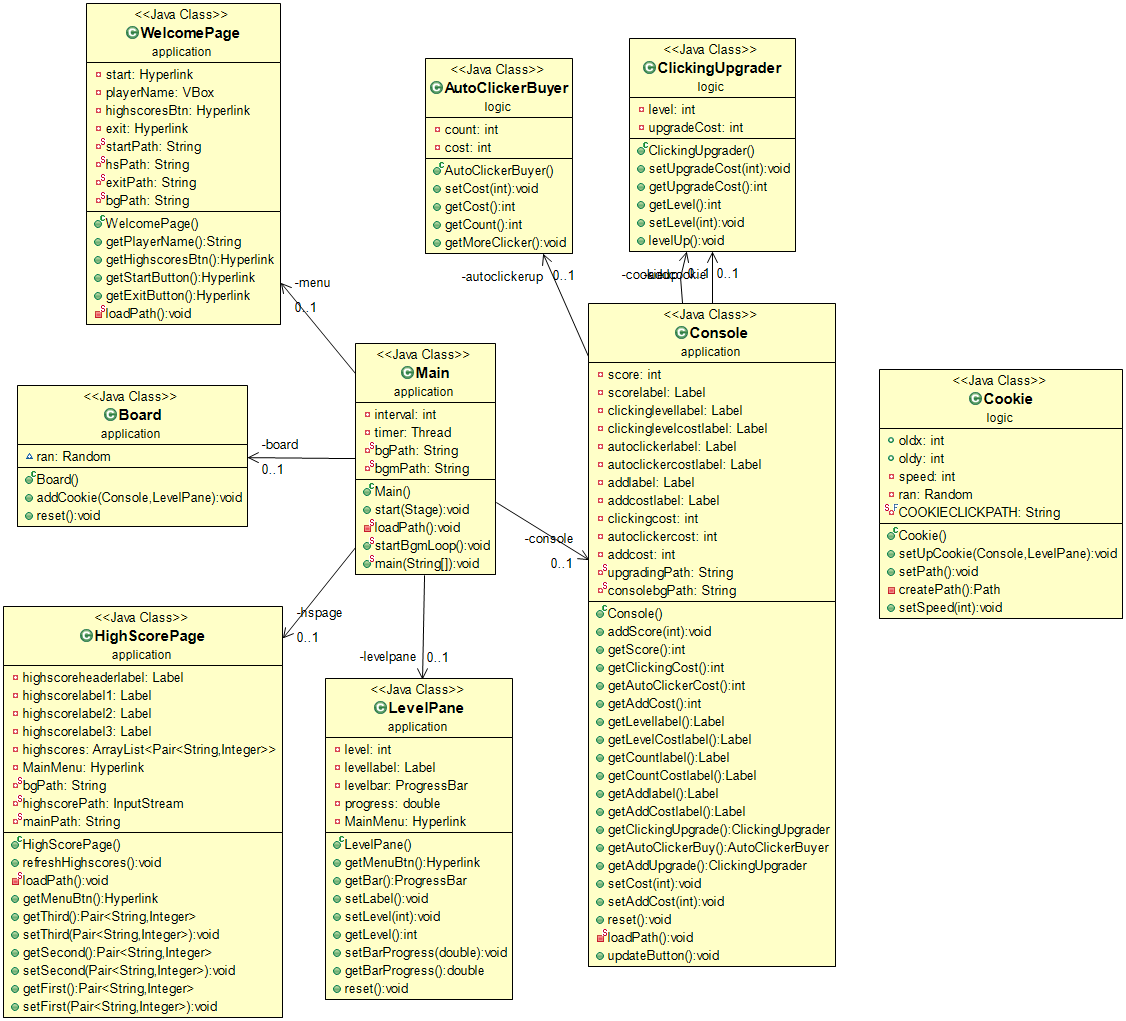 <<Java Class>>
WelcomePage
application
start: Hyperlink
playerName: VBox
highscoresBtn: Hyperlink
exit: Hyperlink
startPath: String
hsPath: String
exitPath: String
bgPath: String
WelcomePage()
getPlayerName():String
getHighscoresBtn():Hyperlink
getStartButton():Hyperlink
getExitButton():Hyperlink
loadPath():void
<<Java Class>>
AutoClickerBuyer
logic
count: int
cost: int
AutoClickerBuyer()
setCost(int):void
getCost():int
getCount():int
getMoreClicker():void
<<Java Class>>
ClickingUpgrader
logic
level: int
upgradeCost: int
ClickingUpgrader()
setUpgradeCost(int):void
getUpgradeCost():int
getLevel():int
setLevel(int):void
levelUp():void
-autoclickerup
0..1
0..1
-menu
0..1
<<Java Class>>
Main
application
interval: int
timer: Thread
bgPath: String
bgmPath: String
Main()
start(Stage):void
loadPath():void
startBgmLoop():void
main(String[]):void
<<Java Class>>
Board
application
ran: Random
Board()
addCookie(Console,LevelPane):void
reset():void
-board
0..1
-console
0..1
-hspage
0..1
-levelpane
0..1
<<Java Class>>
Console
application
score: int
scorelabel: Label
clickinglevellabel: Label
clickinglevelcostlabel: Label
autoclickerlabel: Label
autoclickercostlabel: Label
addlabel: Label
addcostlabel: Label
clickingcost: int
autoclickercost: int
addcost: int
upgradingPath: String
consolebgPath: String
Console()
addScore(int):void
getScore():int
getClickingCost():int
getAutoClickerCost():int
getAddCost():int
getLevellabel():Label
getLevelCostlabel():Label
getCountlabel():Label
getCountCostlabel():Label
getAddlabel():Label
getAddCostlabel():Label
getClickingUpgrade():ClickingUpgrader
getAutoClickerBuy():AutoClickerBuyer
getAddUpgrade():ClickingUpgrader
setCost(int):void
setAddCost(int):void
reset():void
loadPath():void
updateButton():void
<<Java Class>>
Cookie
logic
oldx: int
oldy: int
speed: int
ran: Random
COOKIECLICKPATH: String
Cookie()
setUpCookie(Console,LevelPane):void
setPath():void
createPath():Path
setSpeed(int):void
<<Java Class>>
HighScorePage
application
highscoreheaderlabel: Label
highscorelabel1: Label
highscorelabel2: Label
highscorelabel3: Label
highscores: ArrayList<Pair<String,Integer>>
MainMenu: Hyperlink
bgPath: String
highscorePath: InputStream
mainPath: String
HighScorePage()
refreshHighscores():void
loadPath():void
getMenuBtn():Hyperlink
getThird():Pair<String,Integer>
setThird(Pair<String,Integer>):void
getSecond():Pair<String,Integer>
setSecond(Pair<String,Integer>):void
getFirst():Pair<String,Integer>
setFirst(Pair<String,Integer>):void
<<Java Class>>
LevelPane
application
level: int
levellabel: Label
levelbar: ProgressBar
progress: double
MainMenu: Hyperlink
LevelPane()
getMenuBtn():Hyperlink
getBar():ProgressBar
setLabel():void
setLevel(int):void
getLevel():int
setBarProgress(double):void
getBarProgress():double
reset():void